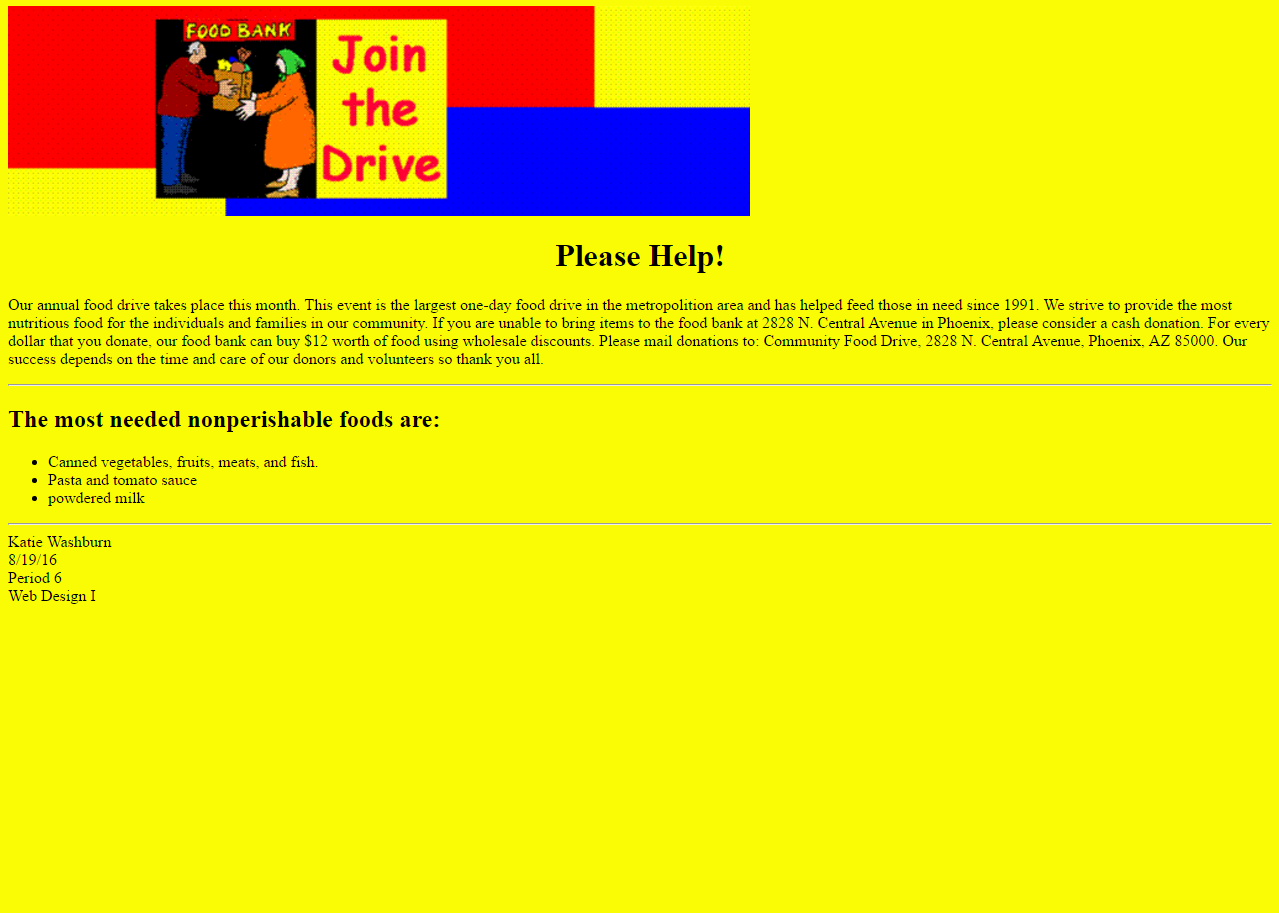 FOOD BANK
Join
the
Drive
Please Help!
Our annual food drive takes place this month. This event is the largest one-day food drive in the metropolition area and has helped feed those in need since 1991. We strive to provide the most
nutritious food for the individuals and families in our community. If you are unable to bring items to the food bank at 2828 N. Central Avenue in Phoenix, please consider a cash donation. For every
dollar that you donate, our food bank can buy $12 worth of food using wholesale discounts. Please mail donations to: Community Food Drive, 2828 N. Central Avenue, Phoenix, AZ 85000. Our
success depends on the time and care of our donors and volunteers so thank you all.
The most needed nonperishable foods are:
• Canned vegetables, fruits, meats, and fish.
• Pasta and tomato sauce
• powdered milk
Katie Washburn
8/19/16
Period 6
Web Design I